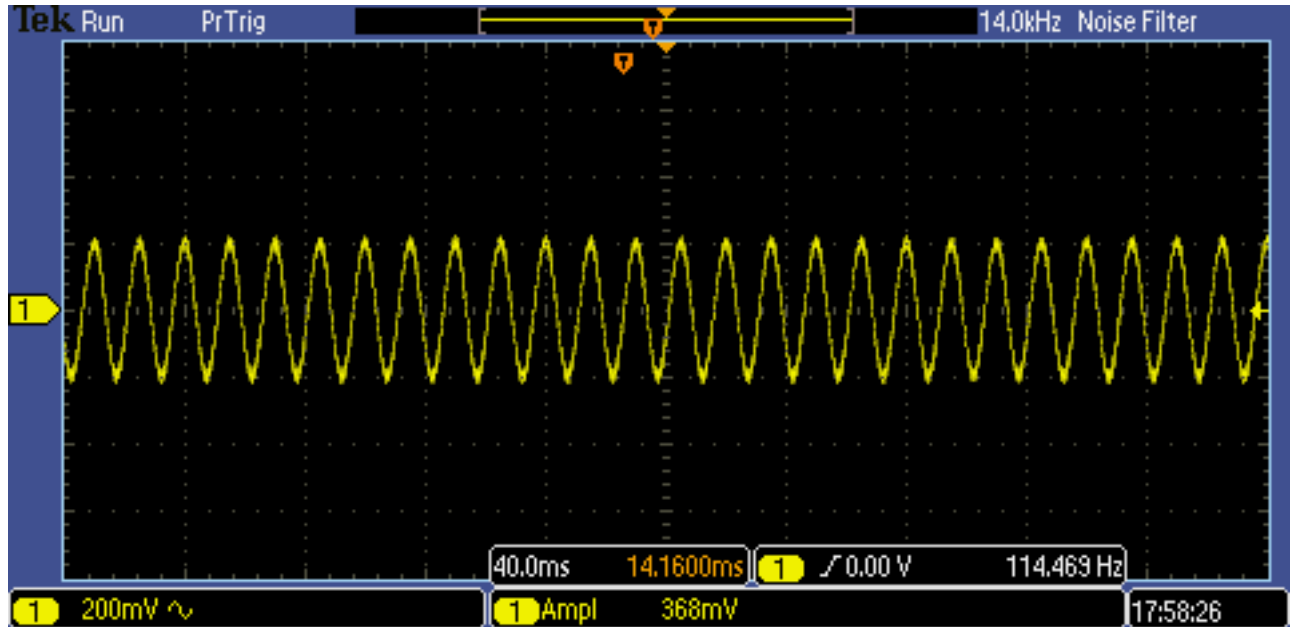 Tek Run PrTrig 14.0kHz Noise Filter
T
T
1
40.0ms 14.1600ms 1 0.00 V 114.469 Hz
1 200mV 1 Ampl 368mV 17:58:26